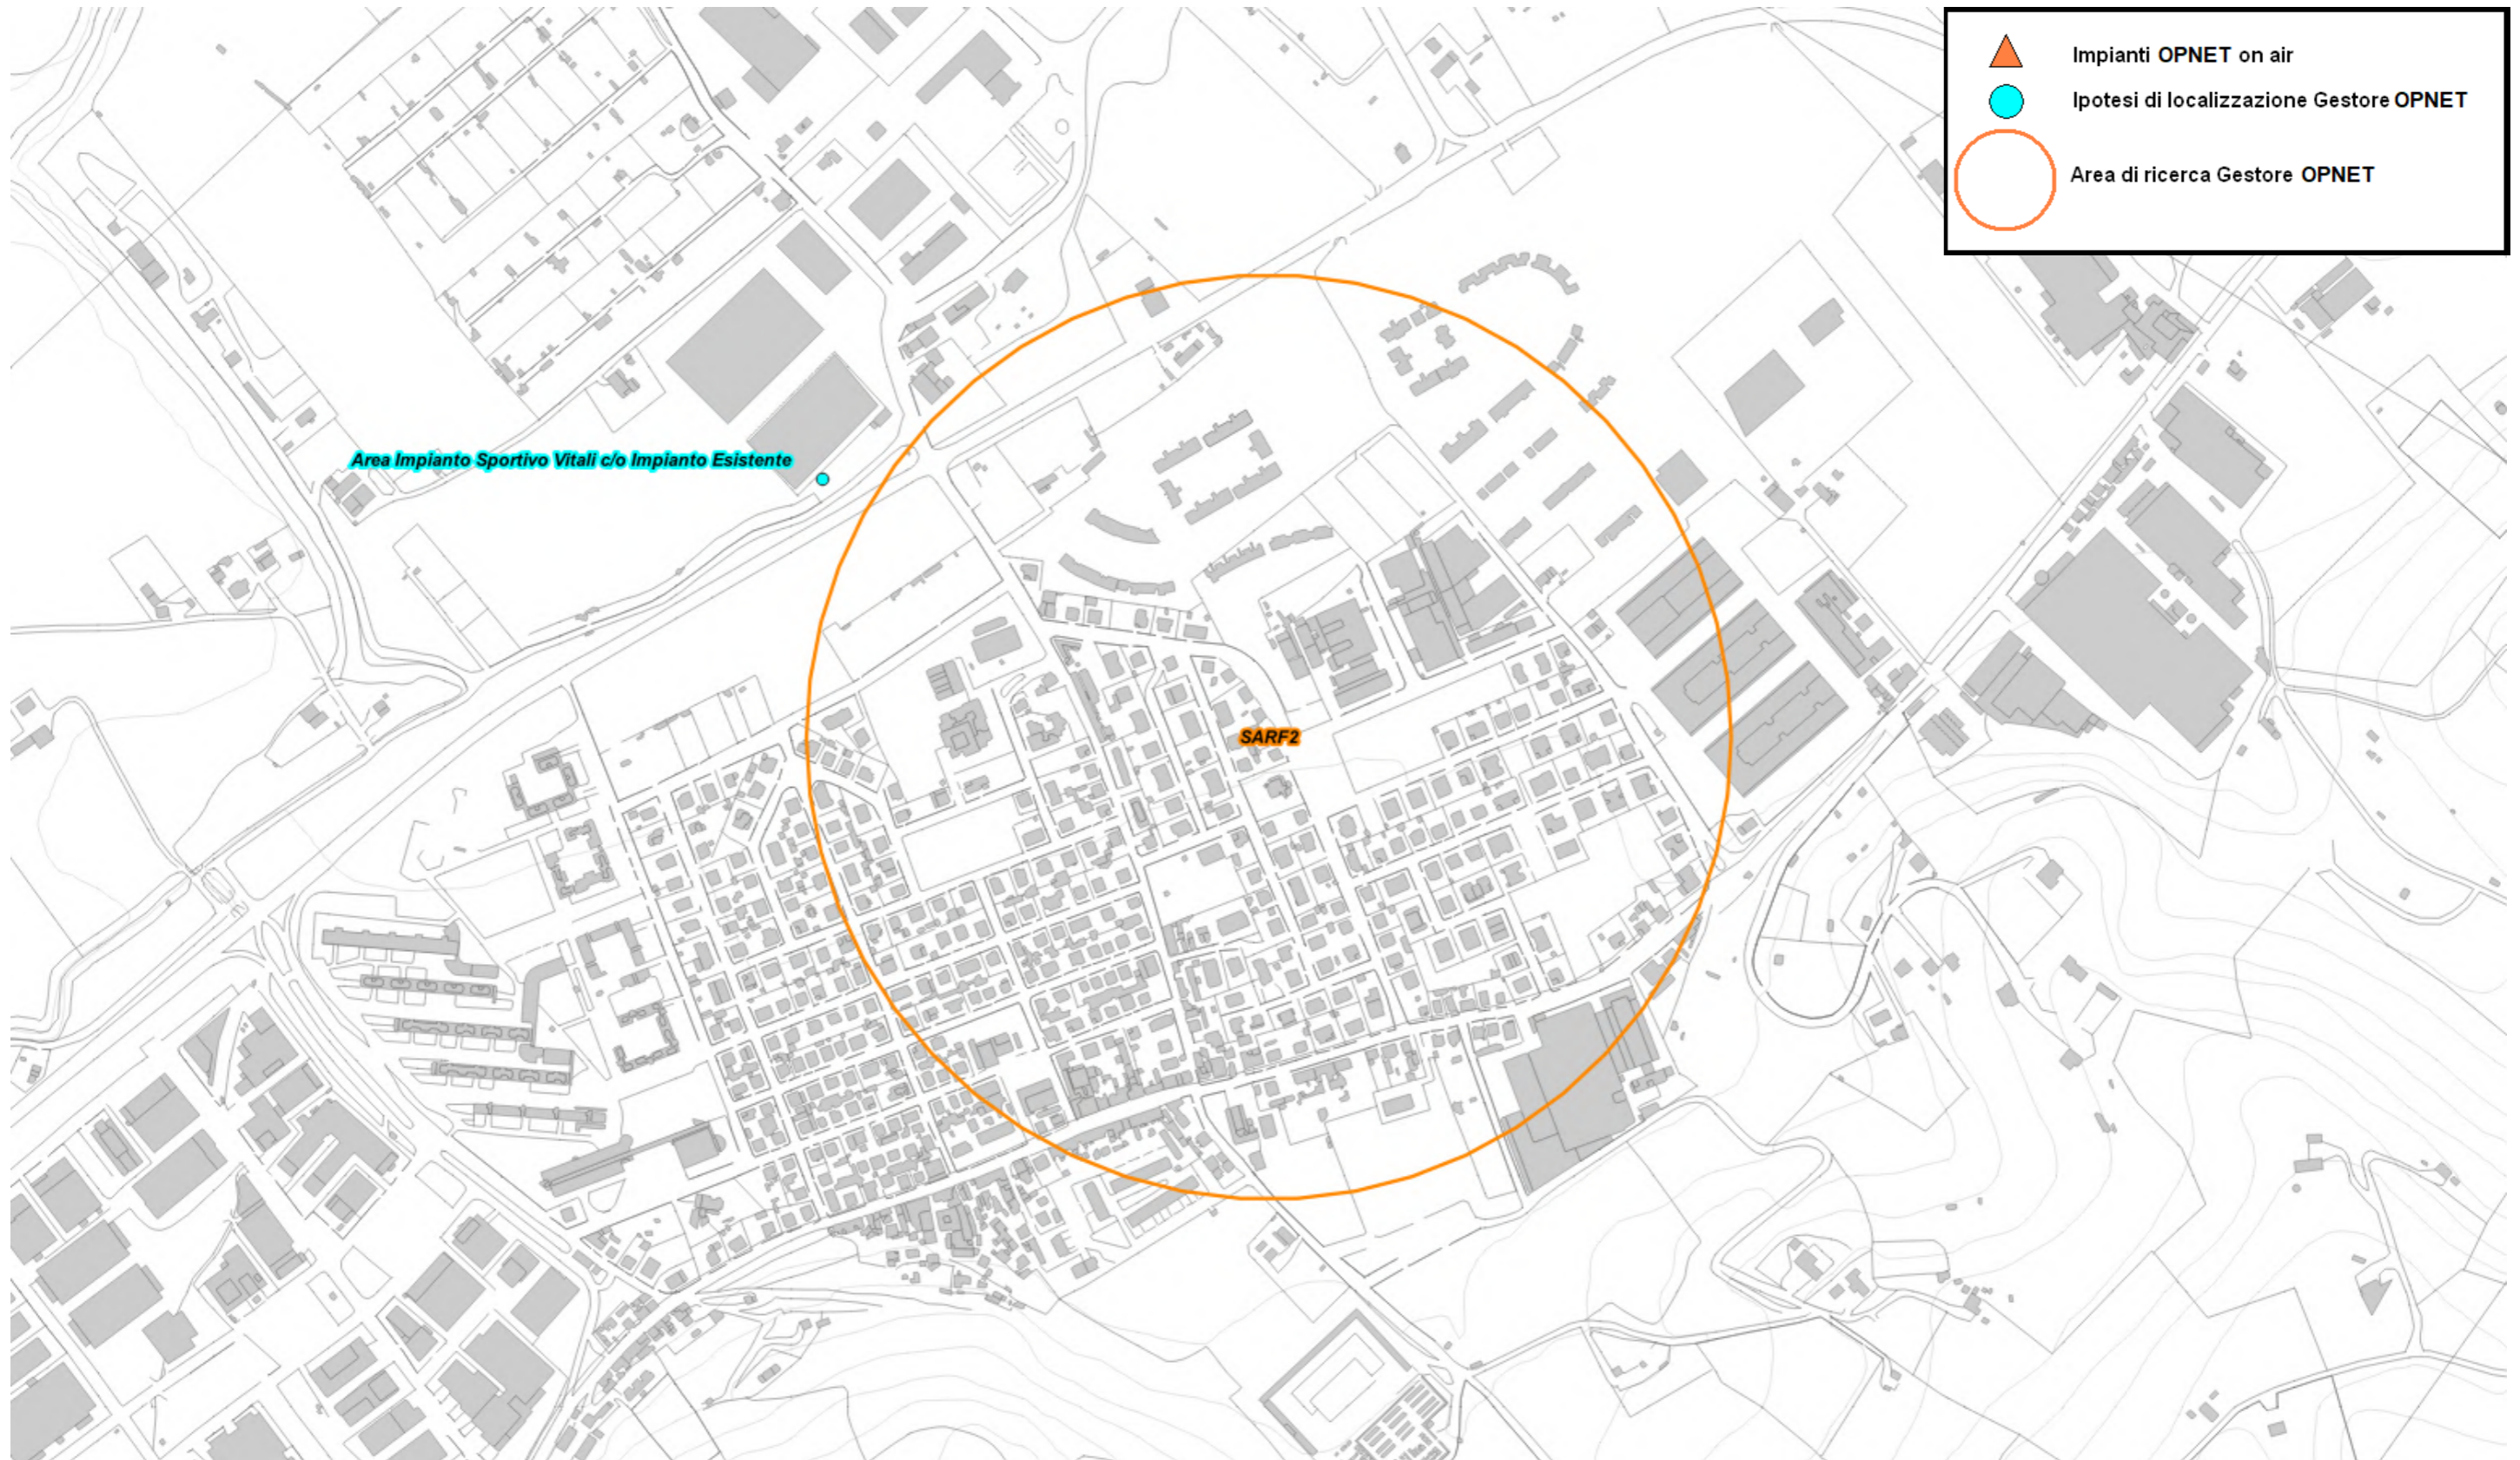 Impianti OPNET on air
Ipotesi di localizzazione Gestore OPNET
Area di ricerca Gestore OPNET
Area Impianto Sportivo Vitali c/o Impianto Esistente
SARF2